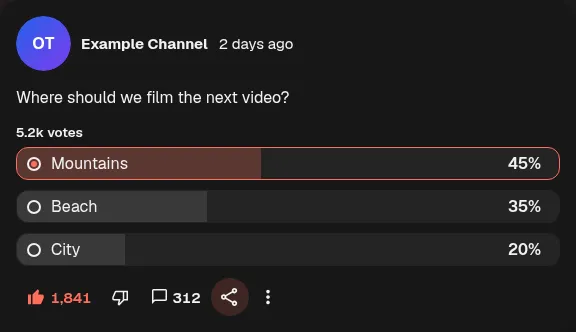 OT
Example Channel 2 days ago
Where should we film the next video?
5.2k votes
Mountains 45%
Beach 35%
City 20%
1,841 312